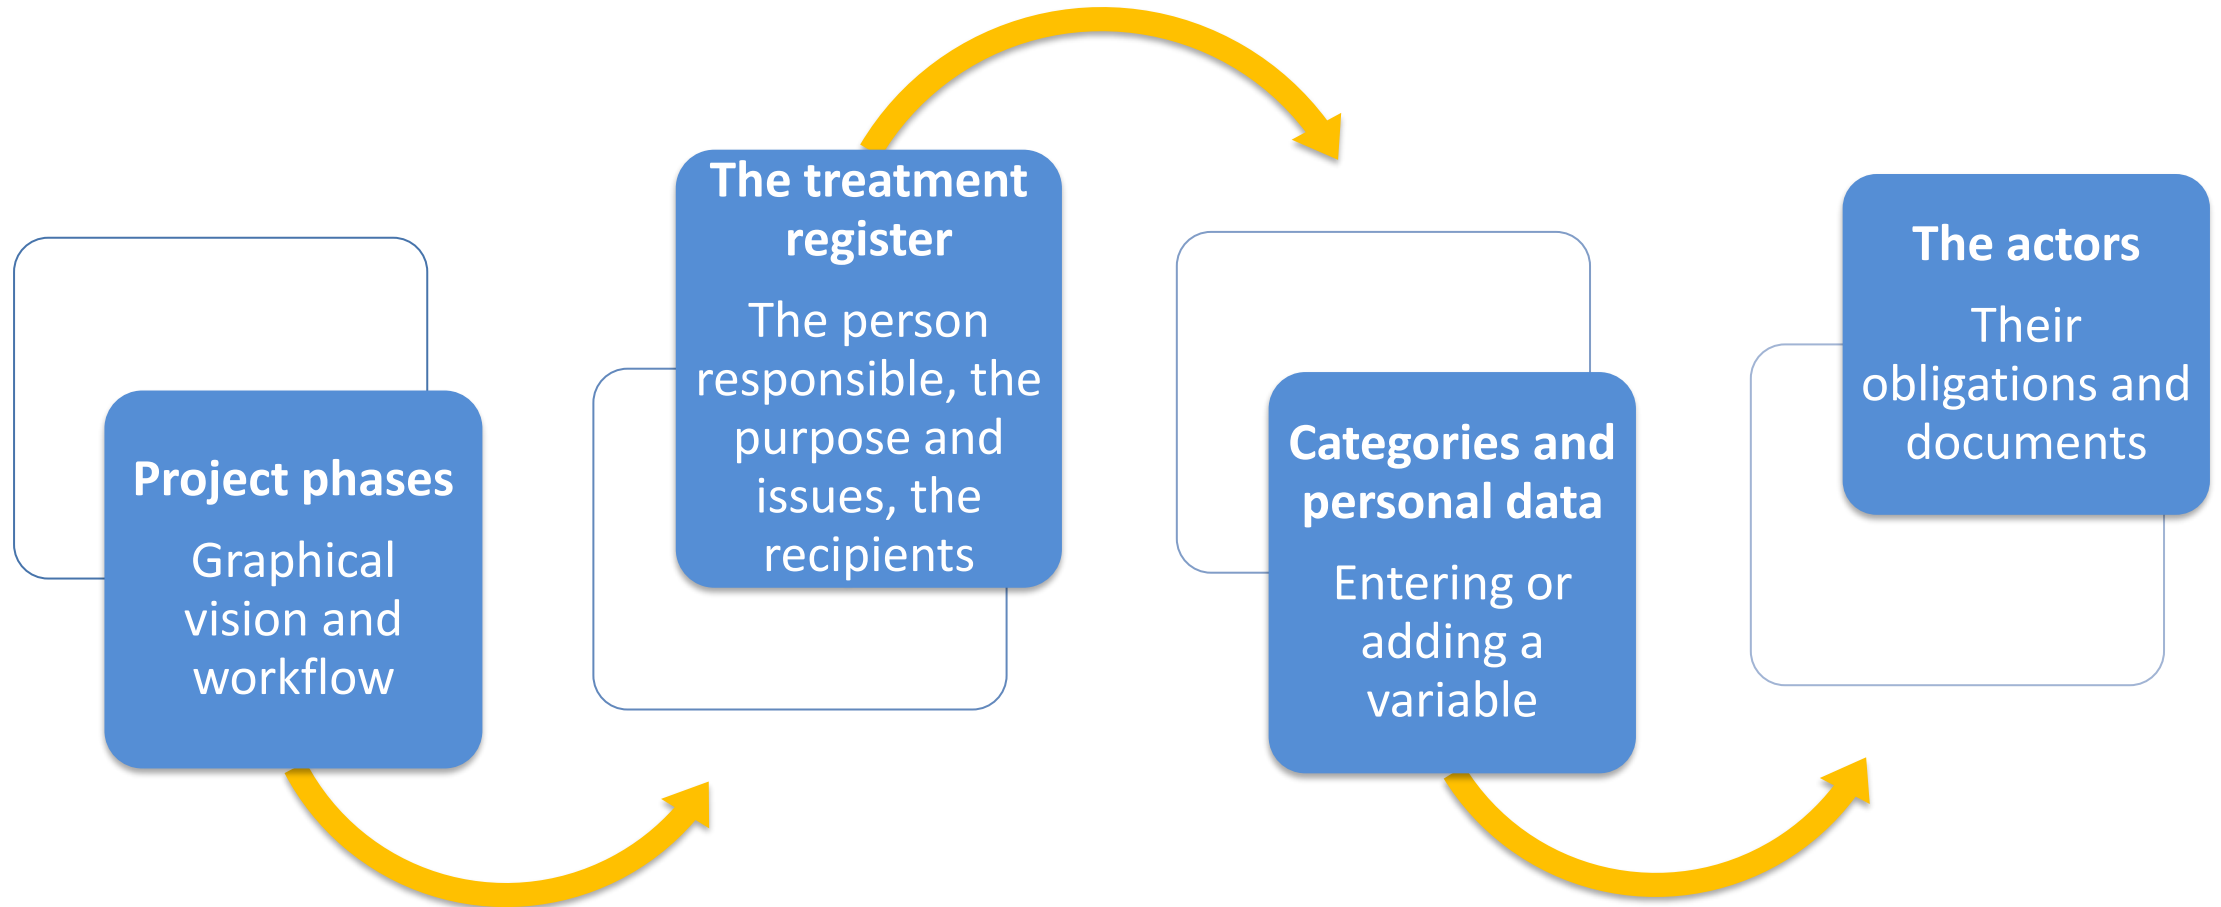 Project phases
Graphical
vision and
workflow
The treatment
register
The person
responsible, the
purpose and
issues, the
recipients
Categories and
personal data
Entering or
adding a
variable
The actors
Their
obligations and
documents